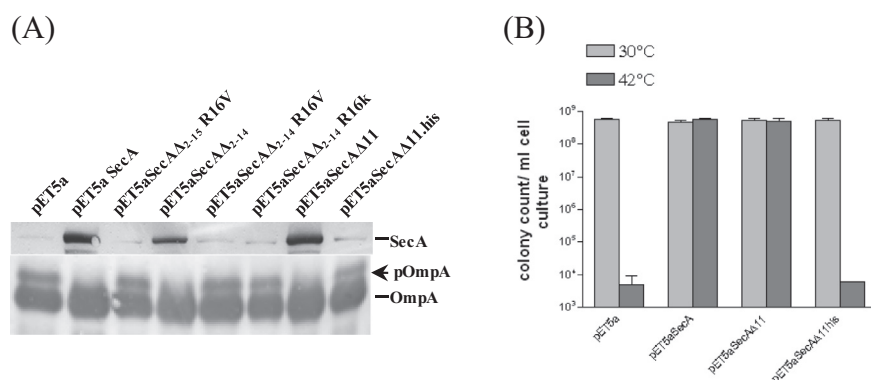 (A)
pET5a
pET5a SecA
pET5aSecAΔ2-15 R16V
pET5aSecAΔ2-14
pET5aSecAΔ2-14 R16V
pET5aSecAΔ2-14 R16k
pET5aSecAΔ11
pET5aSecAΔ11.his
SecA
pOmpA
OmpA
(B)
30°C
42°C
colony count/ ml cell
culture
10⁹
10⁸
10⁷
10⁶
10⁵
10⁴
10³
pET5a
pET5aSecA
pET5aSecAΔ11
pET5aSecAΔ11his